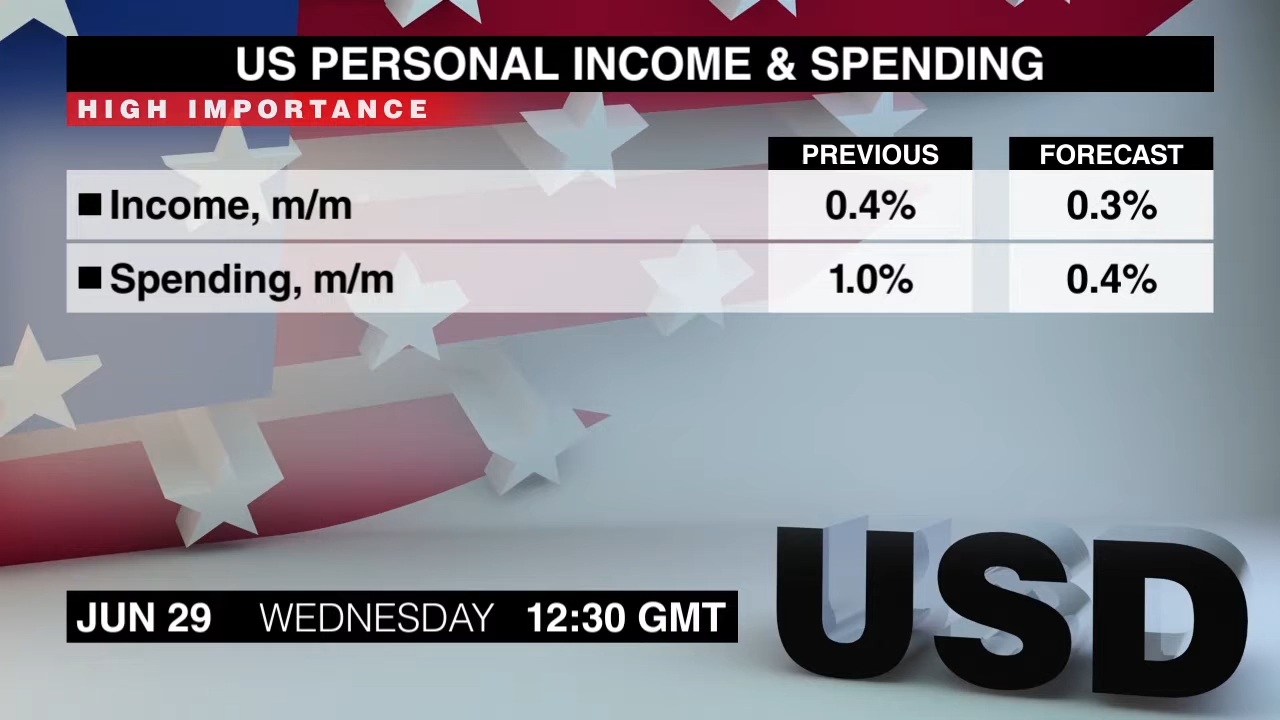 US PERSONAL INCOME & SPENDING
HIGH IMPORTANCE
PREVIOUS FORECAST
Income, m/m 0.4% 0.3%
Spending, m/m 1.0% 0.4%
JUN 29 WEDNESDAY 12:30 GMT
USD